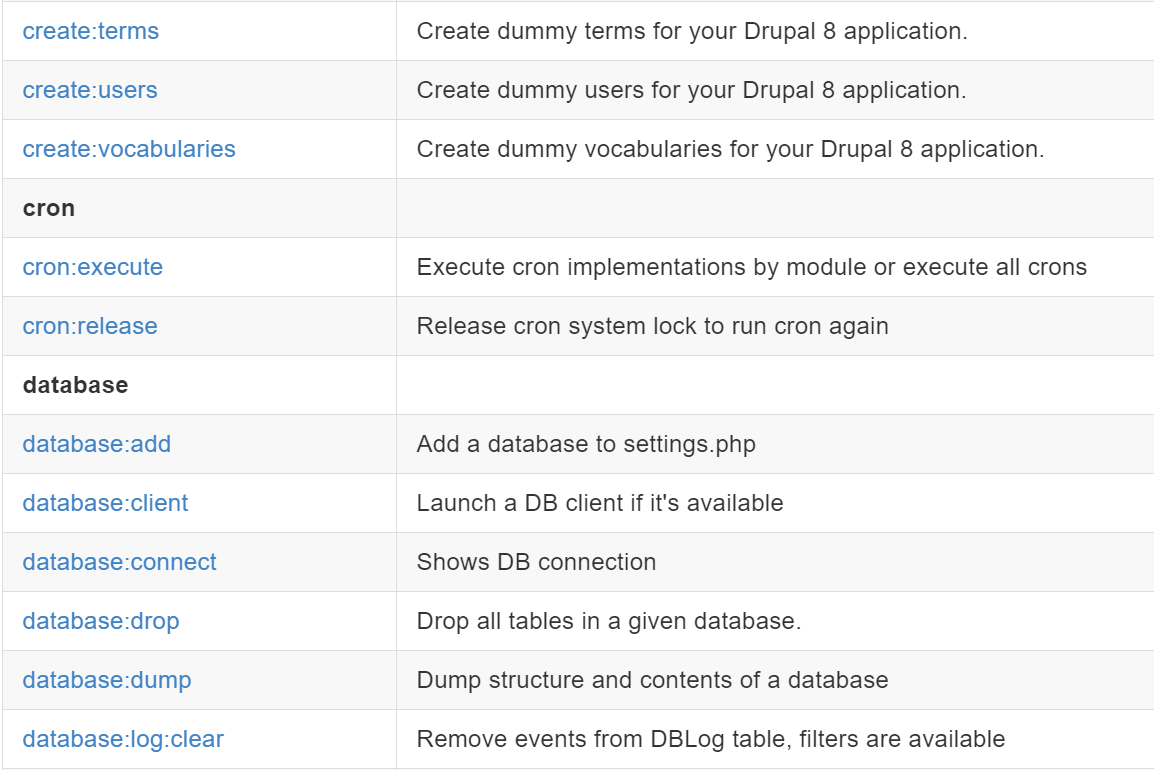 create:terms Create dummy terms for your Drupal 8 application.
create:users Create dummy users for your Drupal 8 application.
create:vocabularies Create dummy vocabularies for your Drupal 8 application.
cron
cron:execute Execute cron implementations by module or execute all crons
cron:release Release cron system lock to run cron again
database
database:add Add a database to settings.php
database:client Launch a DB client if it's available
database:connect Shows DB connection
database:drop Drop all tables in a given database.
database:dump Dump structure and contents of a database
database:log:clear Remove events from DBLog table, filters are available